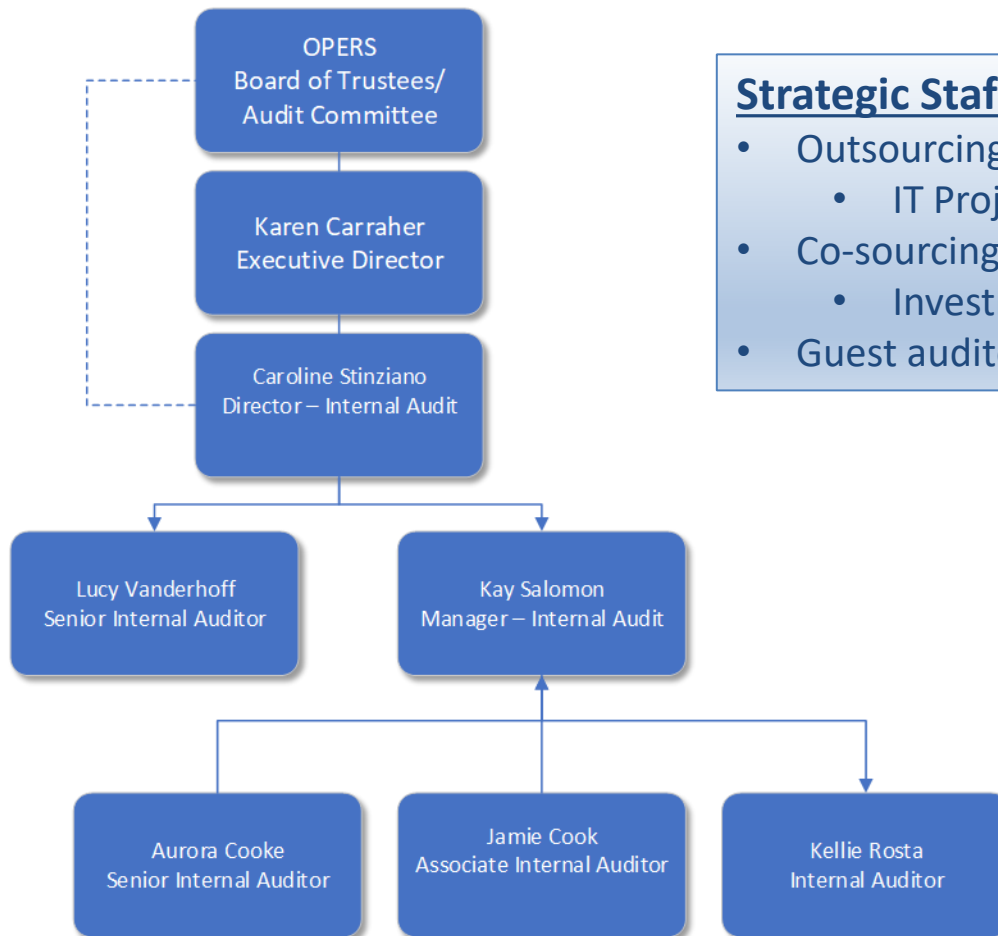 OPERS
Board of Trustees/
Audit Committee
Karen Carraher
Executive Director
Caroline Stinziano
Director – Internal Audit
Strategic Staf
• Outsourcing
• IT Proj
• Co-sourcing
• Invest
• Guest audit
Lucy Vanderhoff
Senior Internal Auditor
Kay Salomon
Manager – Internal Audit
Aurora Cooke
Senior Internal Auditor
Jamie Cook
Associate Internal Auditor
Kellie Rosta
Internal Auditor